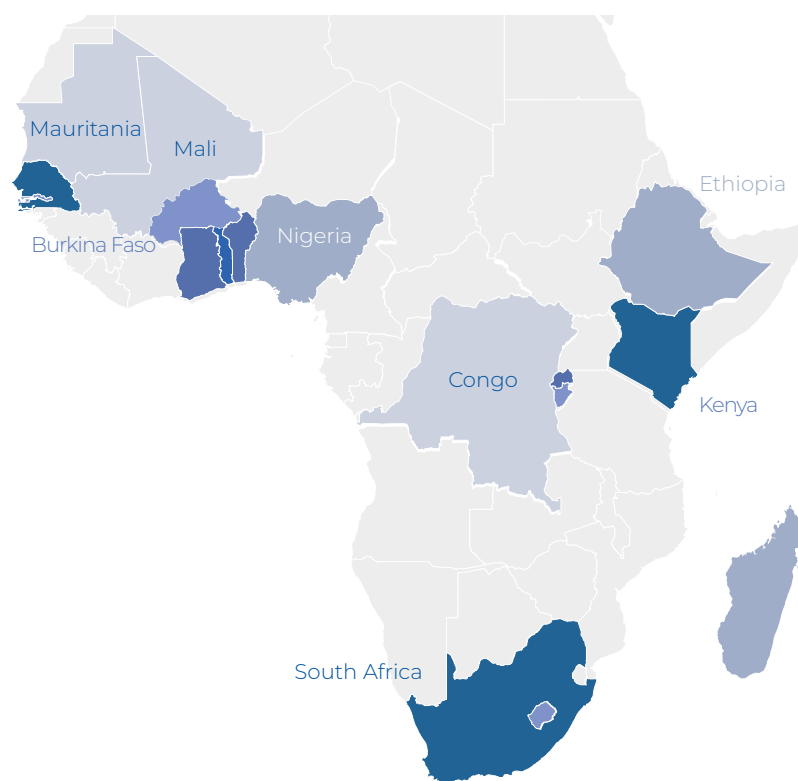 Mauritania
Mali
Ethiopia
Burkina Faso
Nigeria
Congo
Kenya
South Africa